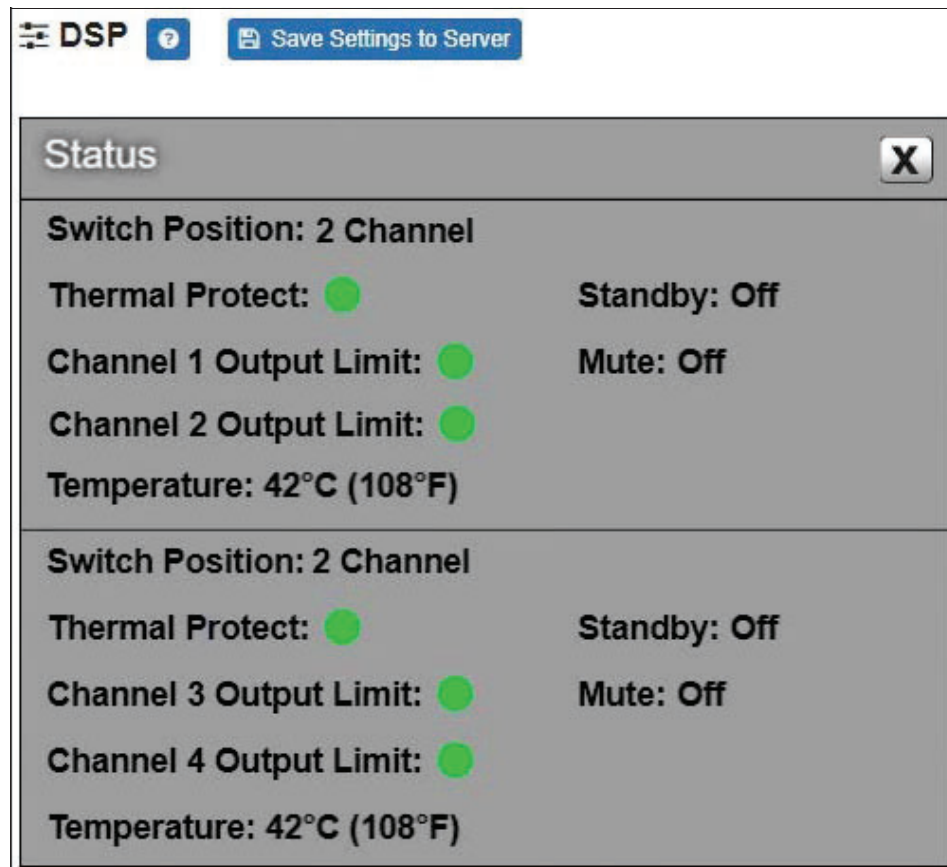 DSP ? Save Settings to Server
Status X
Switch Position: 2 Channel
Thermal Protect: Standby: Off
Channel 1 Output Limit: Mute: Off
Channel 2 Output Limit:
Temperature: 42°C (108°F)
Switch Position: 2 Channel
Thermal Protect: Standby: Off
Channel 3 Output Limit: Mute: Off
Channel 4 Output Limit:
Temperature: 42°C (108°F)